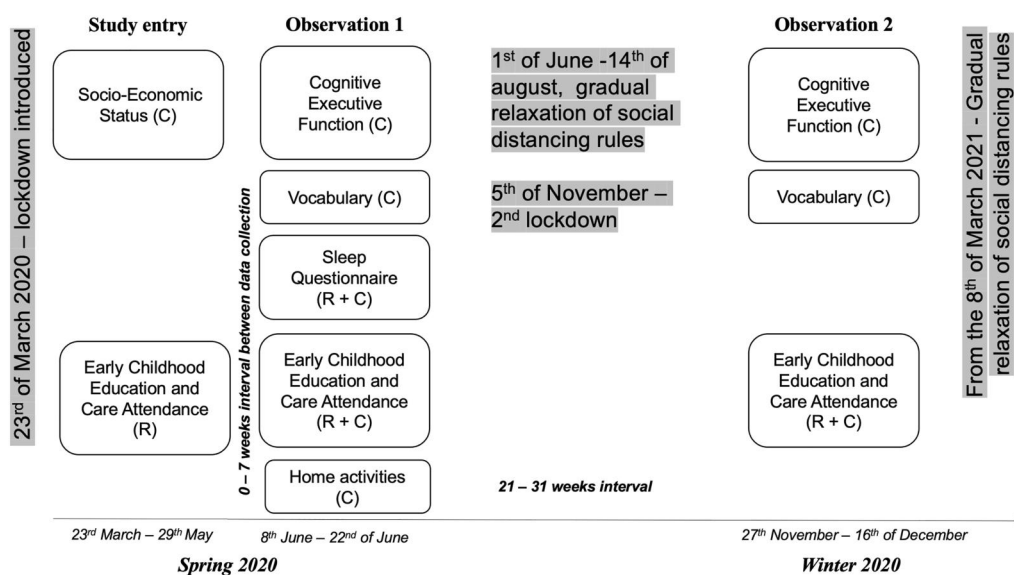 23rd of March 2020 – lockdown introduced
Study entry
Socio-Economic
Status (C)
Early Childhood
Education and
Care Attendance
(R)
0 – 7 weeks interval between data collection
Observation 1
Cognitive
Executive
Function (C)
Vocabulary (C)
Sleep
Questionnaire
(R + C)
Early Childhood
Education and
Care Attendance
(R + C)
Home activities
(C)
1st of June -14th of
august, gradual
relaxation of social
distancing rules
5th of November –
2nd lockdown
21 – 31 weeks interval
Observation 2
Cognitive
Executive
Function (C)
Vocabulary (C)
Early Childhood
Education and
Care Attendance
(R + C)
From the 8th of March 2021 - Gradual
relaxation of social distancing rules
23rd March – 29th May
8th June – 22nd of June
27th November – 16th of December
Spring 2020
Winter 2020